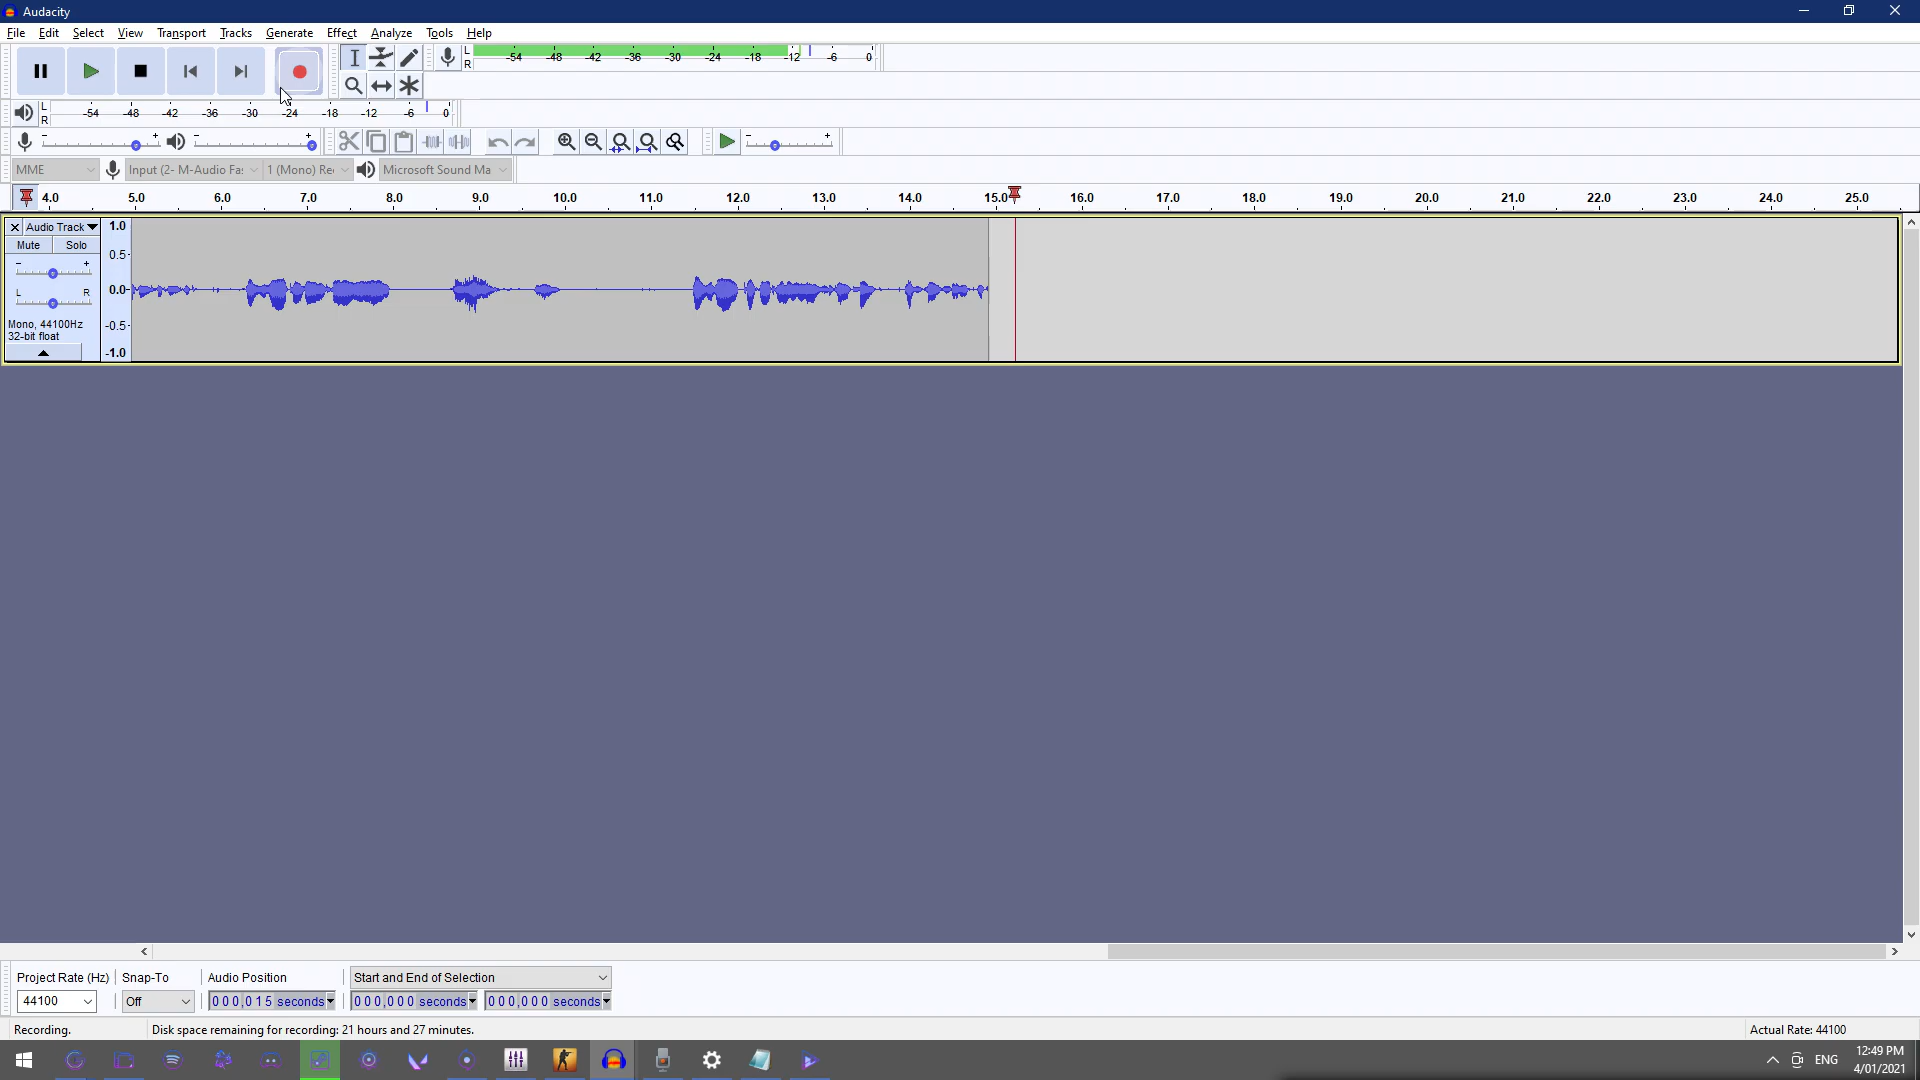 Audacity
File Edit Select View Transport Tracks Generate Effect Analyze Tools Help
L
R
-54 -48 -42 -36 -30 -24 -18 -12 -6 0
L
R
-54 -48 -42 -36 -30 -24 -18 -12 -6 0
MME Input (2- M-Audio Fa: 1 (Mono) Re Microsoft Sound Ma
4.0 5.0 6.0 7.0 8.0 9.0 10.0 11.0 12.0 13.0 14.0 15.0 16.0 17.0 18.0 19.0 20.0 21.0 22.0 23.0 24.0 25.0
Audio Track 1.0
Mute Solo
0.5
- +
0.0
L R
Mono, 44100Hz
-0.5
32-bit float
-1.0
Project Rate (Hz) Snap-To Audio Position Start and End of Selection
44100 Off 0 0 0 , 0 1 5 seconds 0 0 0 , 0 0 0 seconds 0 0 0 , 0 0 0 seconds
Recording. Disk space remaining for recording: 21 hours and 27 minutes. Actual Rate: 44100
ENG
12:49 PM
4/01/2021